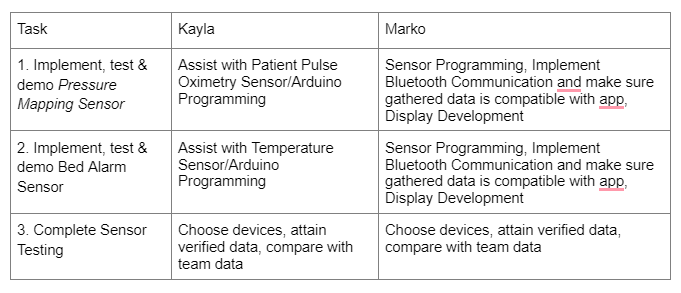 Task
Kayla
Marko
1. Implement, test &
demo Pressure
Mapping Sensor
Assist with Patient Pulse
Oximetry Sensor/Arduino
Programming
Sensor Programming, Implement
Bluetooth Communication and make sure
gathered data is compatible with app,
Display Development
2. Implement, test &
demo Bed Alarm
Sensor
Assist with Temperature
Sensor/Arduino
Programming
Sensor Programming, Implement
Bluetooth Communication and make sure
gathered data is compatible with app,
Display Development
3. Complete Sensor
Testing
Choose devices, attain
verified data, compare with
team data
Choose devices, attain verified data,
compare with team data